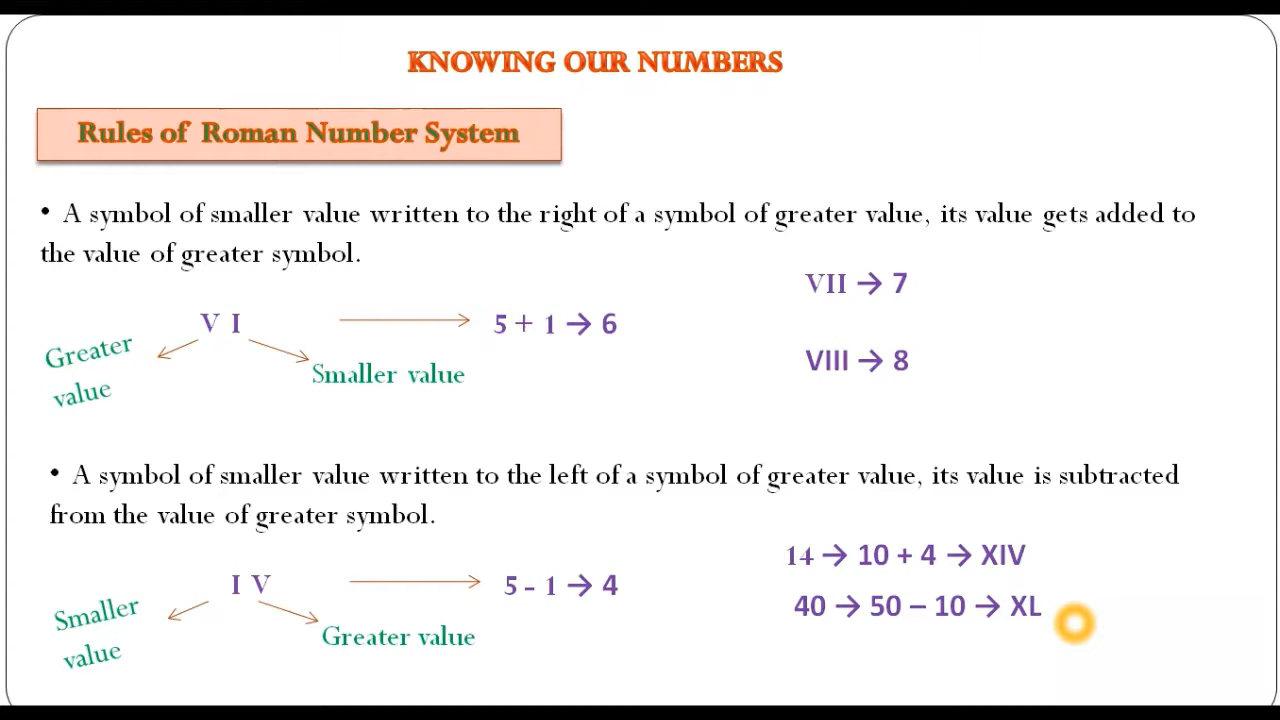 KNOWING OUR NUMBERS
Rules of Roman Number System
• A symbol of smaller value written to the right of a symbol of greater value, its value gets added to
the value of greater symbol.
VII → 7
V I → 5 + 1 → 6
Greater
value
Smaller value
VIII → 8
• A symbol of smaller value written to the left of a symbol of greater value, its value is subtracted
from the value of greater symbol.
14 → 10 + 4 → XIV
I V → 5 - 1 → 4
40 → 50 – 10 → XL
Smaller
value
Greater value